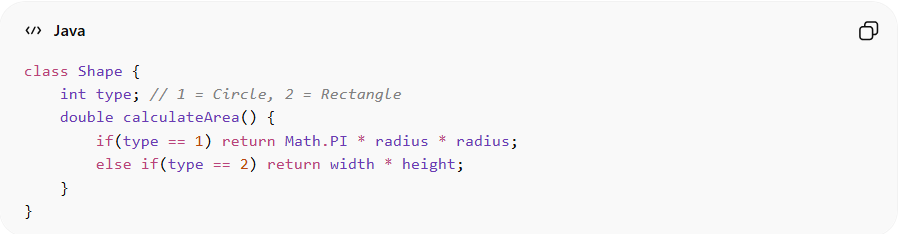 Java
class Shape {
    int type; // 1 = Circle, 2 = Rectangle
    double calculateArea() {
        if(type == 1) return Math.PI * radius * radius;
        else if(type == 2) return width * height;
    }
}